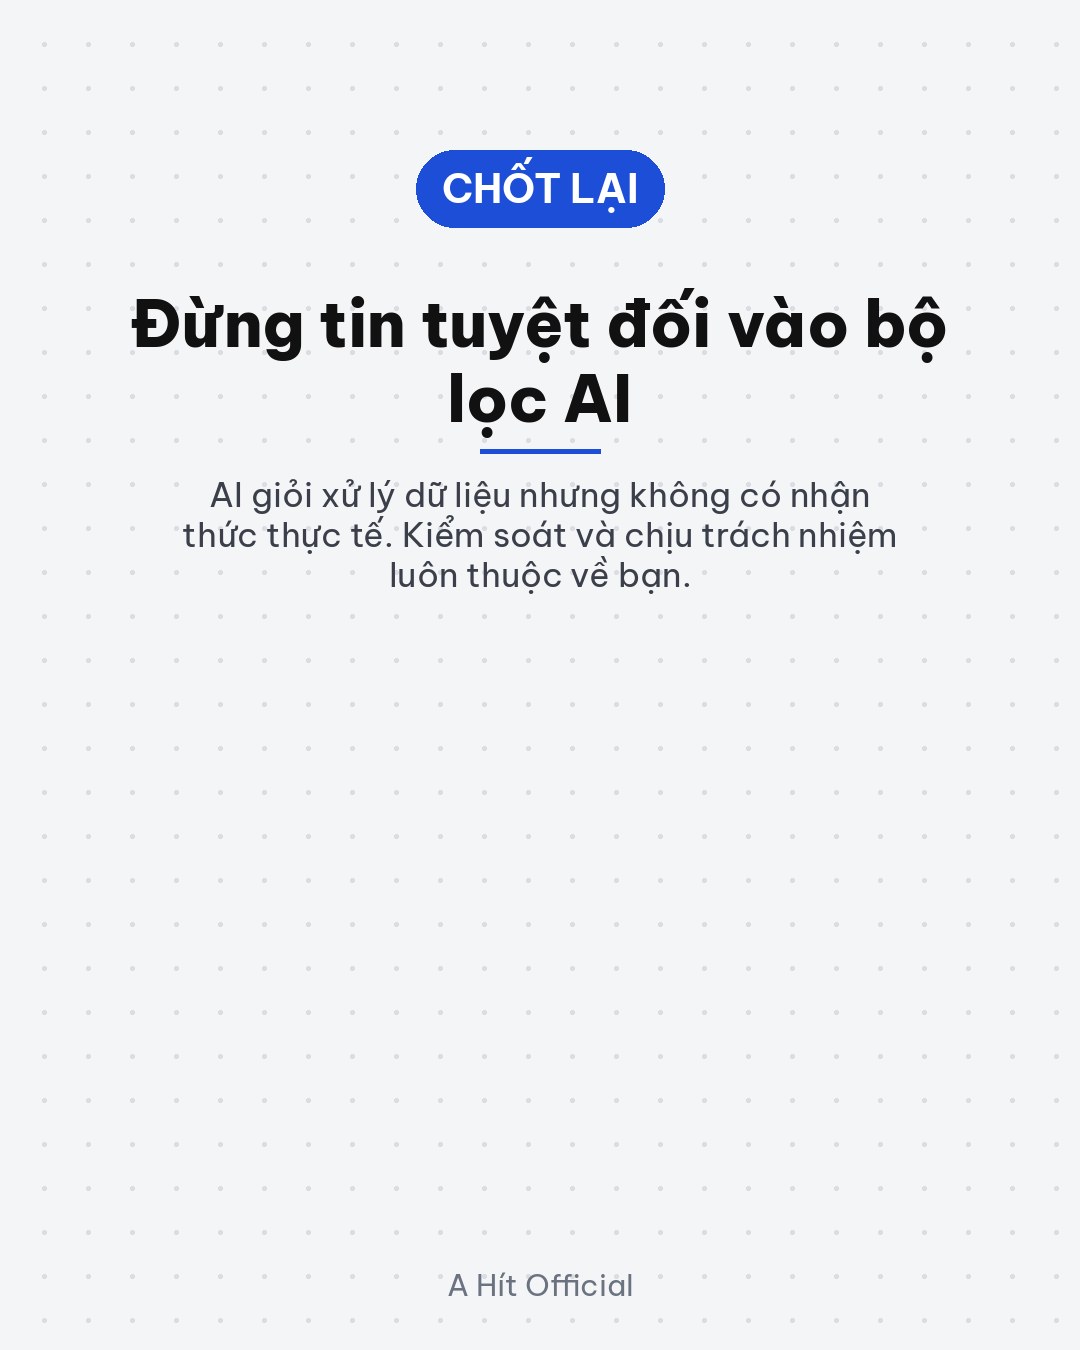 CHỐT LẠI
Đừng tin tuyệt đối vào bộ
lọc AI
AI giỏi xử lý dữ liệu nhưng không có nhận
thức thực tế. Kiểm soát và chịu trách nhiệm
luôn thuộc về bạn.
A Hít Official